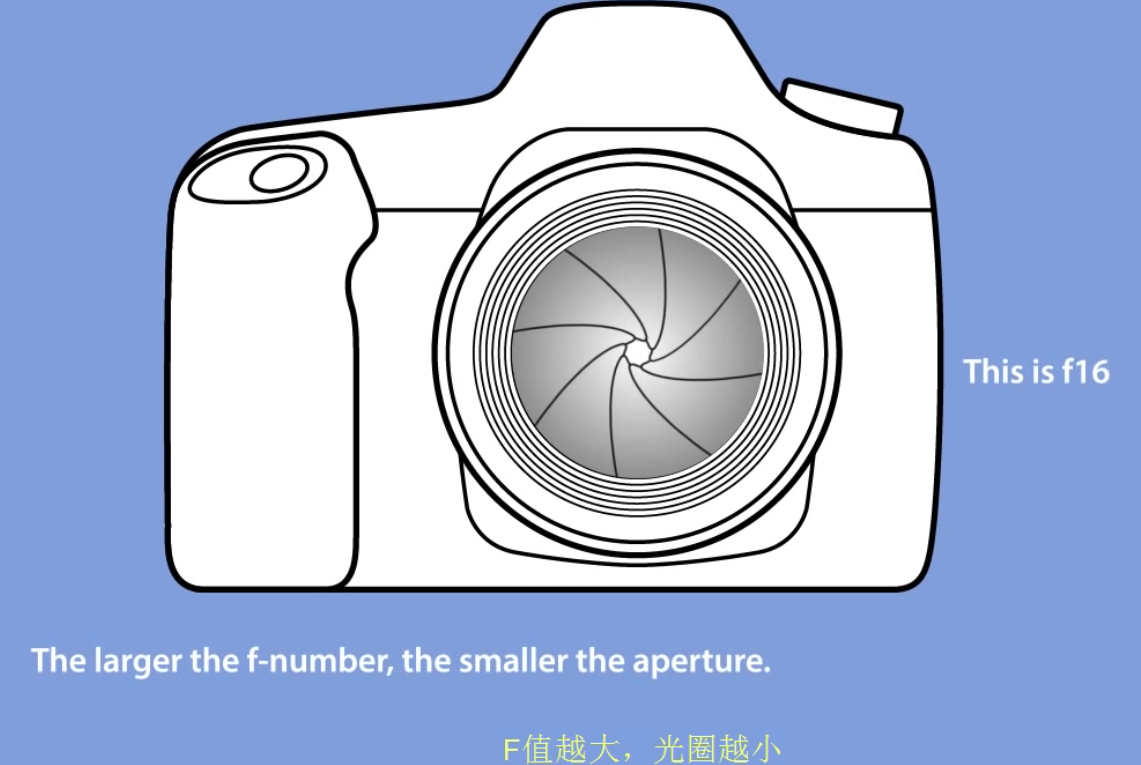 This is f16
The larger the f-number, the smaller the aperture.
F值越大，光圈越小